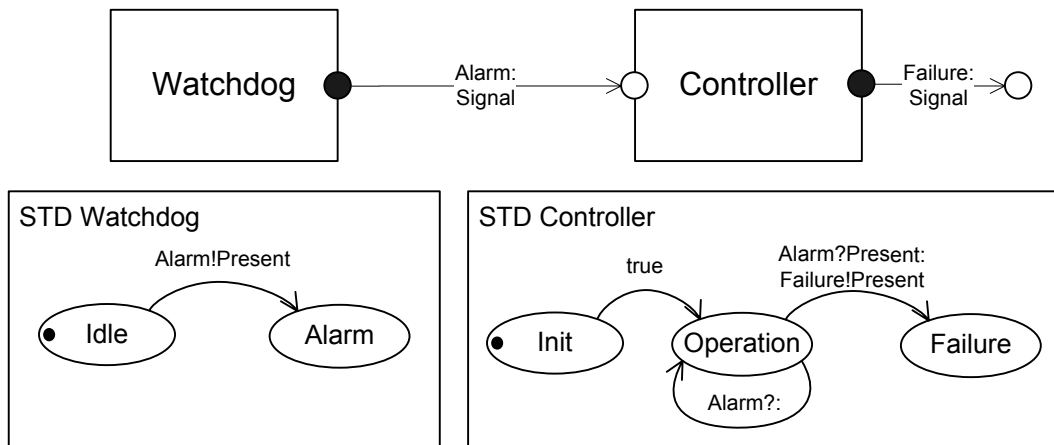 Watchdog
Alarm:
Signal
Controller
Failure:
Signal
STD Watchdog
Alarm!Present
Idle
Alarm
STD Controller
true
Alarm?Present:
Failure!Present
Init
Operation
Failure
Alarm?: